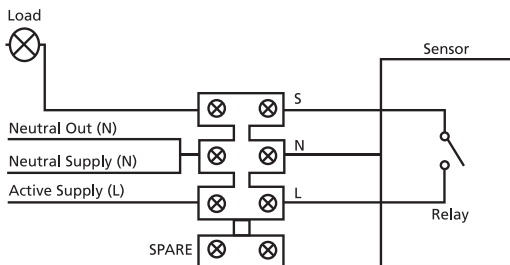 Load
Sensor
S
Neutral Out (N)
N
Neutral Supply (N)
Active Supply (L)
L
Relay
SPARE